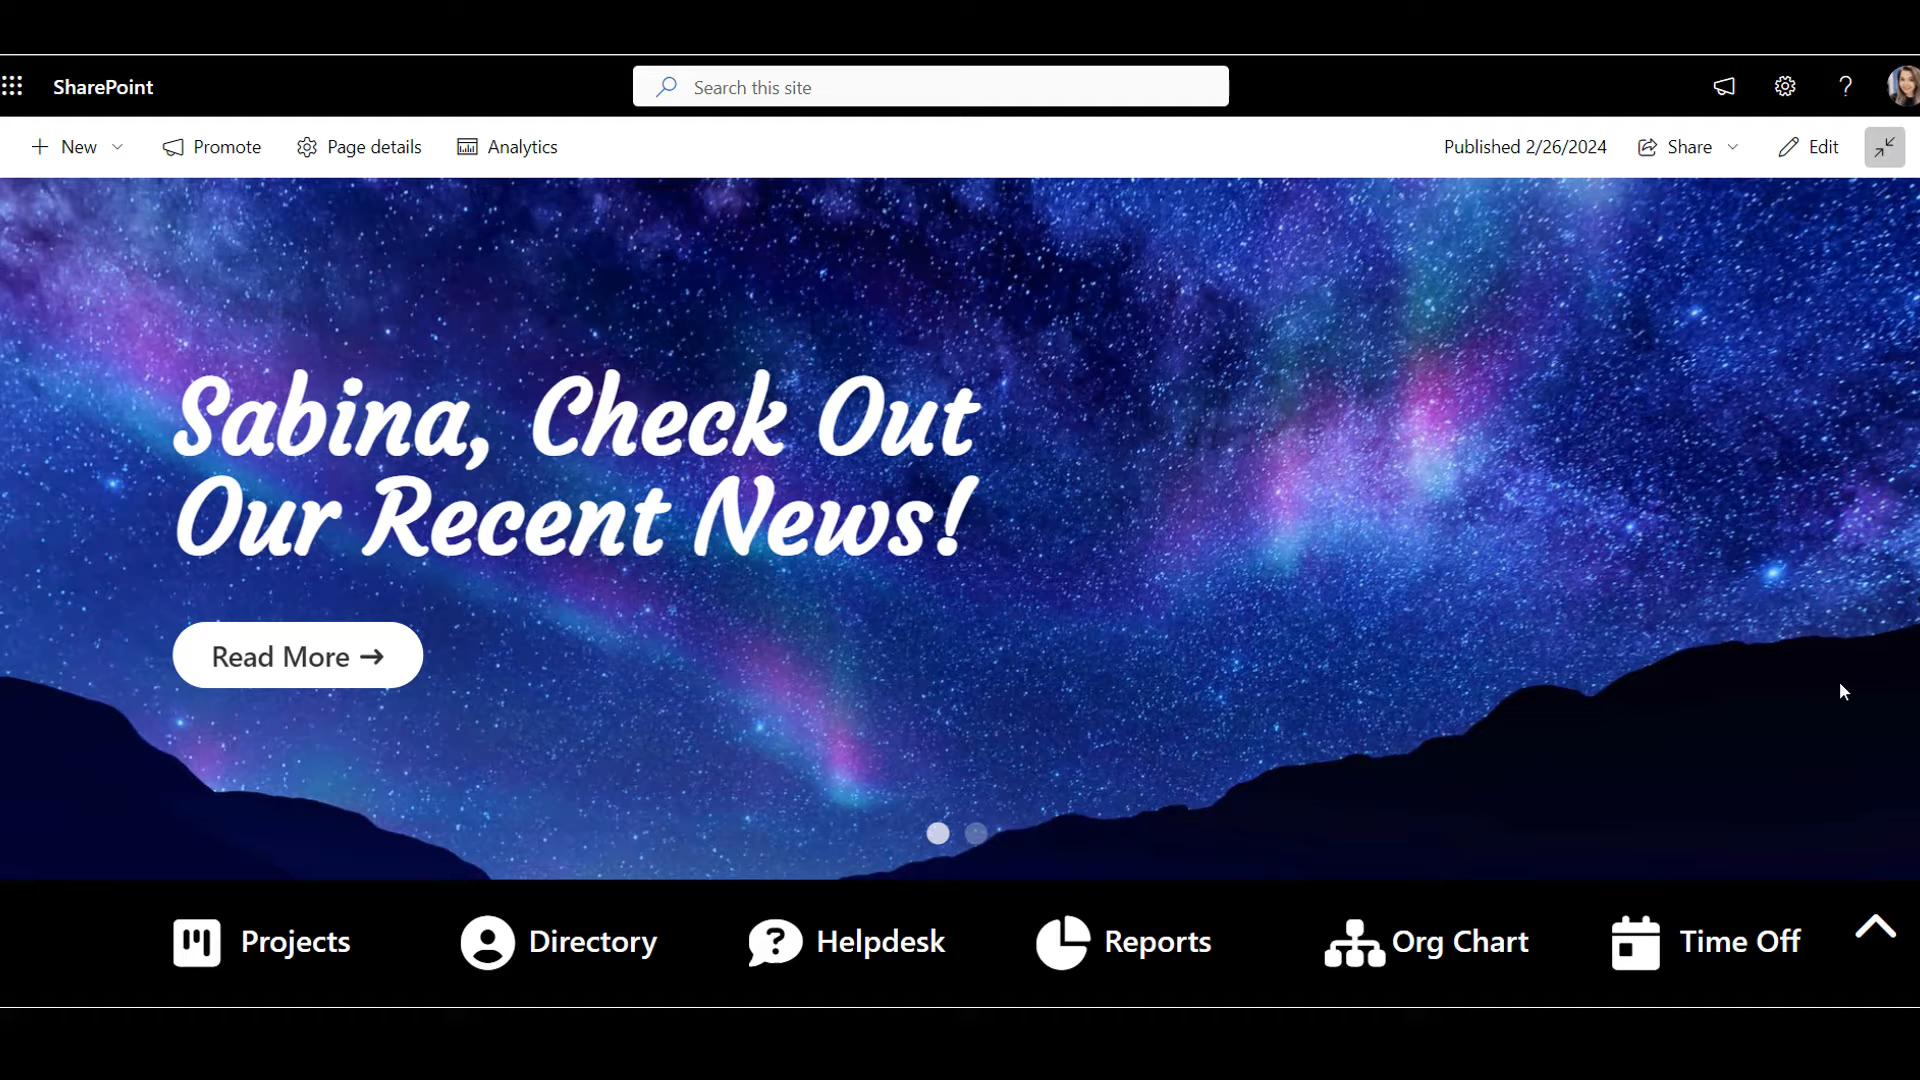 SharePoint
Search this site
New
Promote
Page details
Analytics
Published 2/26/2024
Share
Edit
Sabina, Check Out
Our Recent News!
Read More →
Projects
Directory
Helpdesk
Reports
Org Chart
Time Off